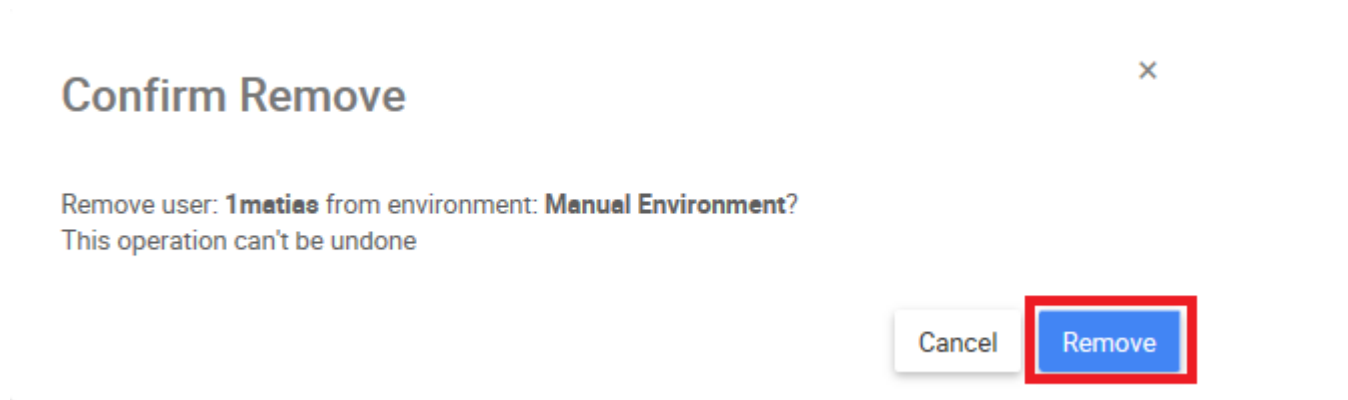 Confirm Remove
×
Remove user: 1matias from environment: Manual Environment?
This operation can't be undone
Cancel Remove